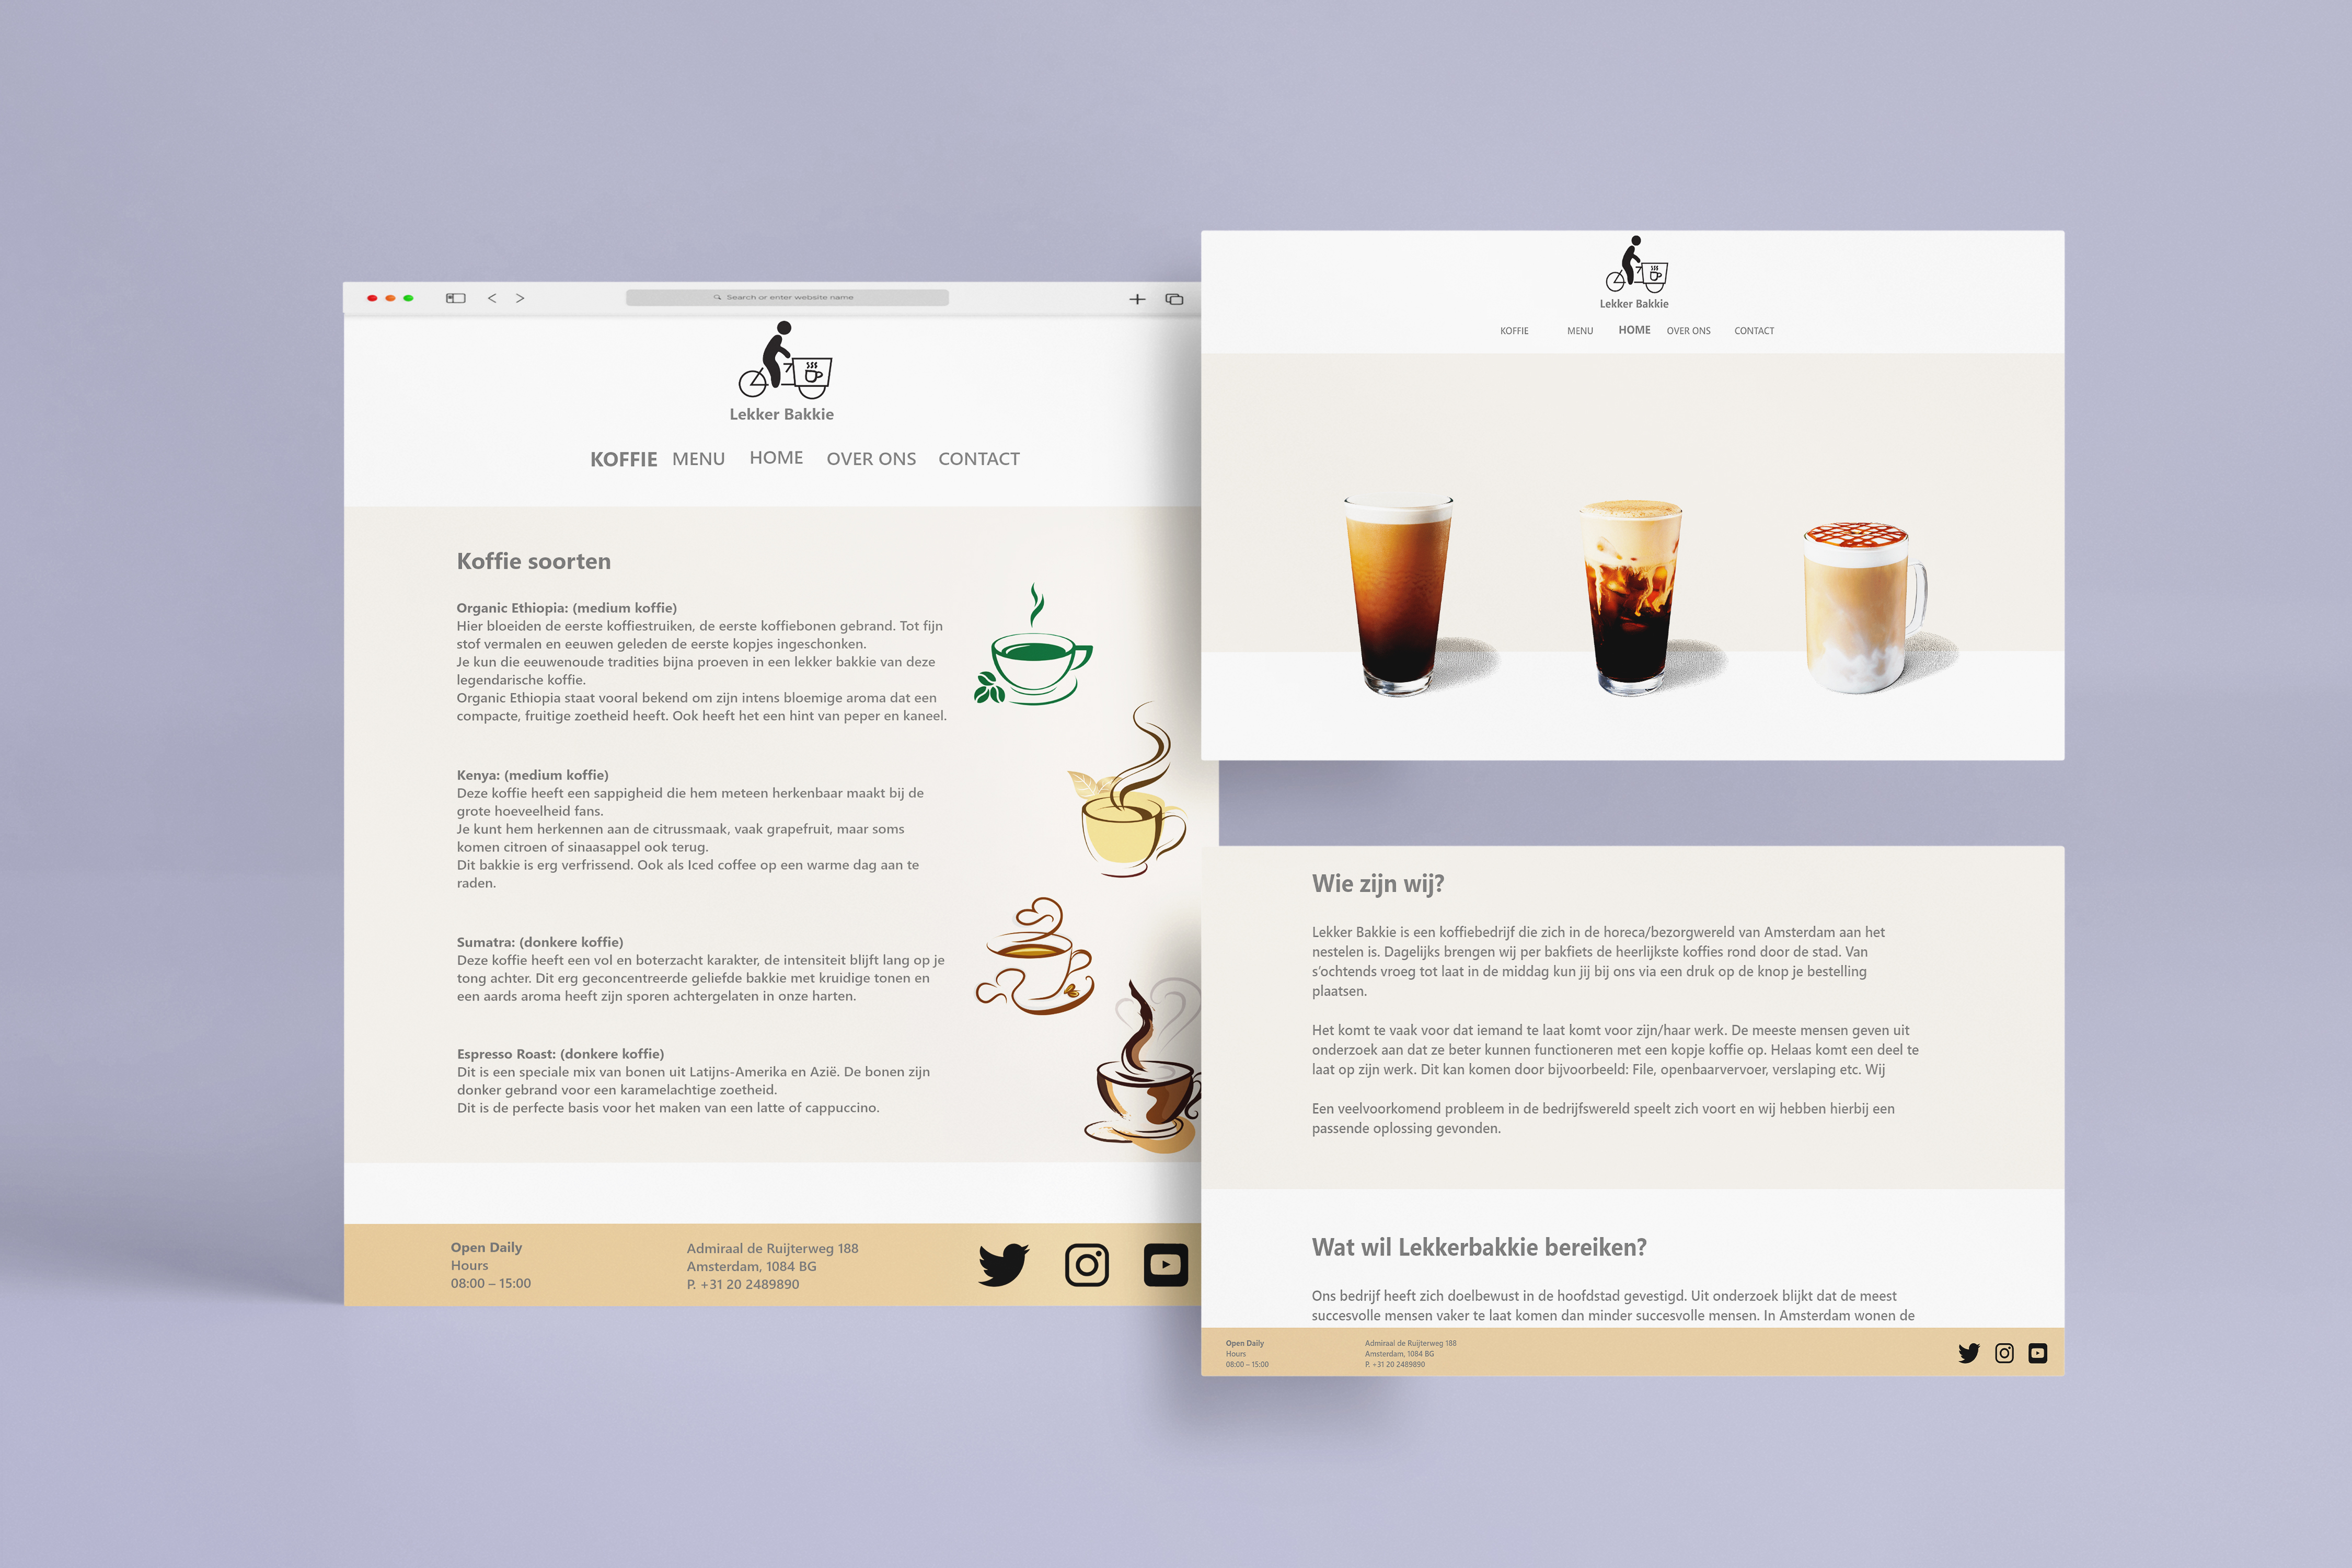 Search or enter website name
Lekker Bakkie
KOFFIE MENU HOME OVER ONS CONTACT
Koffie soorten
Organic Ethiopia: (medium koffie)
Hier bloeiden de eerste koffiestruiken, de eerste koffiebonen gebrand. Tot fijn
stof vermalen en eeuwen geleden de eerste kopjes ingeschonken.
Je kun die eeuwenoude tradities bijna proeven in een lekker bakkie van deze
legendarische koffie.
Organic Ethiopia staat vooral bekend om zijn intens bloemige aroma dat een
compacte, fruitige zoetheid heeft. Ook heeft het een hint van peper en kaneel.
Kenya: (medium koffie)
Deze koffie heeft een sappigheid die hem meteen herkenbaar maakt bij de
grote hoeveelheid fans.
Je kunt hem herkennen aan de citrussmaak, vaak grapefruit, maar soms
komen citroen of sinaasappel ook terug.
Dit bakkie is erg verfrissend. Ook als Iced coffee op een warme dag aan te
raden.
Sumatra: (donkere koffie)
Deze koffie heeft een vol en boterzacht karakter, de intensiteit blijft lang op je
tong achter. Dit erg geconcentreerde geliefde bakkie met kruidige tonen en
een aards aroma heeft zijn sporen achtergelaten in onze harten.
Espresso Roast: (donkere koffie)
Dit is een speciale mix van bonen uit Latijns-Amerika en Azië. De bonen zijn
donker gebrand voor een karamelachtige zoetheid.
Dit is de perfecte basis voor het maken van een latte of cappuccino.
Open Daily
Hours
08:00 – 15:00
Admiraal de Ruijterweg 188
Amsterdam, 1084 BG
P. +31 20 2489890
Lekker Bakkie
KOFFIE MENU HOME OVER ONS CONTACT
Wie zijn wij?
Lekker Bakkie is een koffiebedrijf die zich in de horeca/bezorgwereld van Amsterdam aan het
nestelen is. Dagelijks brengen wij per bakfiets de heerlijkste koffies rond door de stad. Van
s'ochtends vroeg tot laat in de middag kun jij bij ons via een druk op de knop je bestelling
plaatsen.
Het komt te vaak voor dat iemand te laat komt voor zijn/haar werk. De meeste mensen geven uit
onderzoek aan dat ze beter kunnen functioneren met een kopje koffie op. Helaas komt een deel te
laat op zijn werk. Dit kan komen door bijvoorbeeld: File, openbaarvervoer, verslaping etc. Wij
Een veelvoorkomend probleem in de bedrijfswereld speelt zich voort en wij hebben hierbij een
passende oplossing gevonden.
Wat wil Lekkerbakkie bereiken?
Ons bedrijf heeft zich doelbewust in de hoofdstad gevestigd. Uit onderzoek blijkt dat de meest
succesvolle mensen vaker te laat komen dan minder succesvolle mensen. In Amsterdam wonen de
Open Daily
Hours
08:00 – 15:00
Admiraal de Ruijterweg 188
Amsterdam, 1084 BG
P. +31 20 2489890